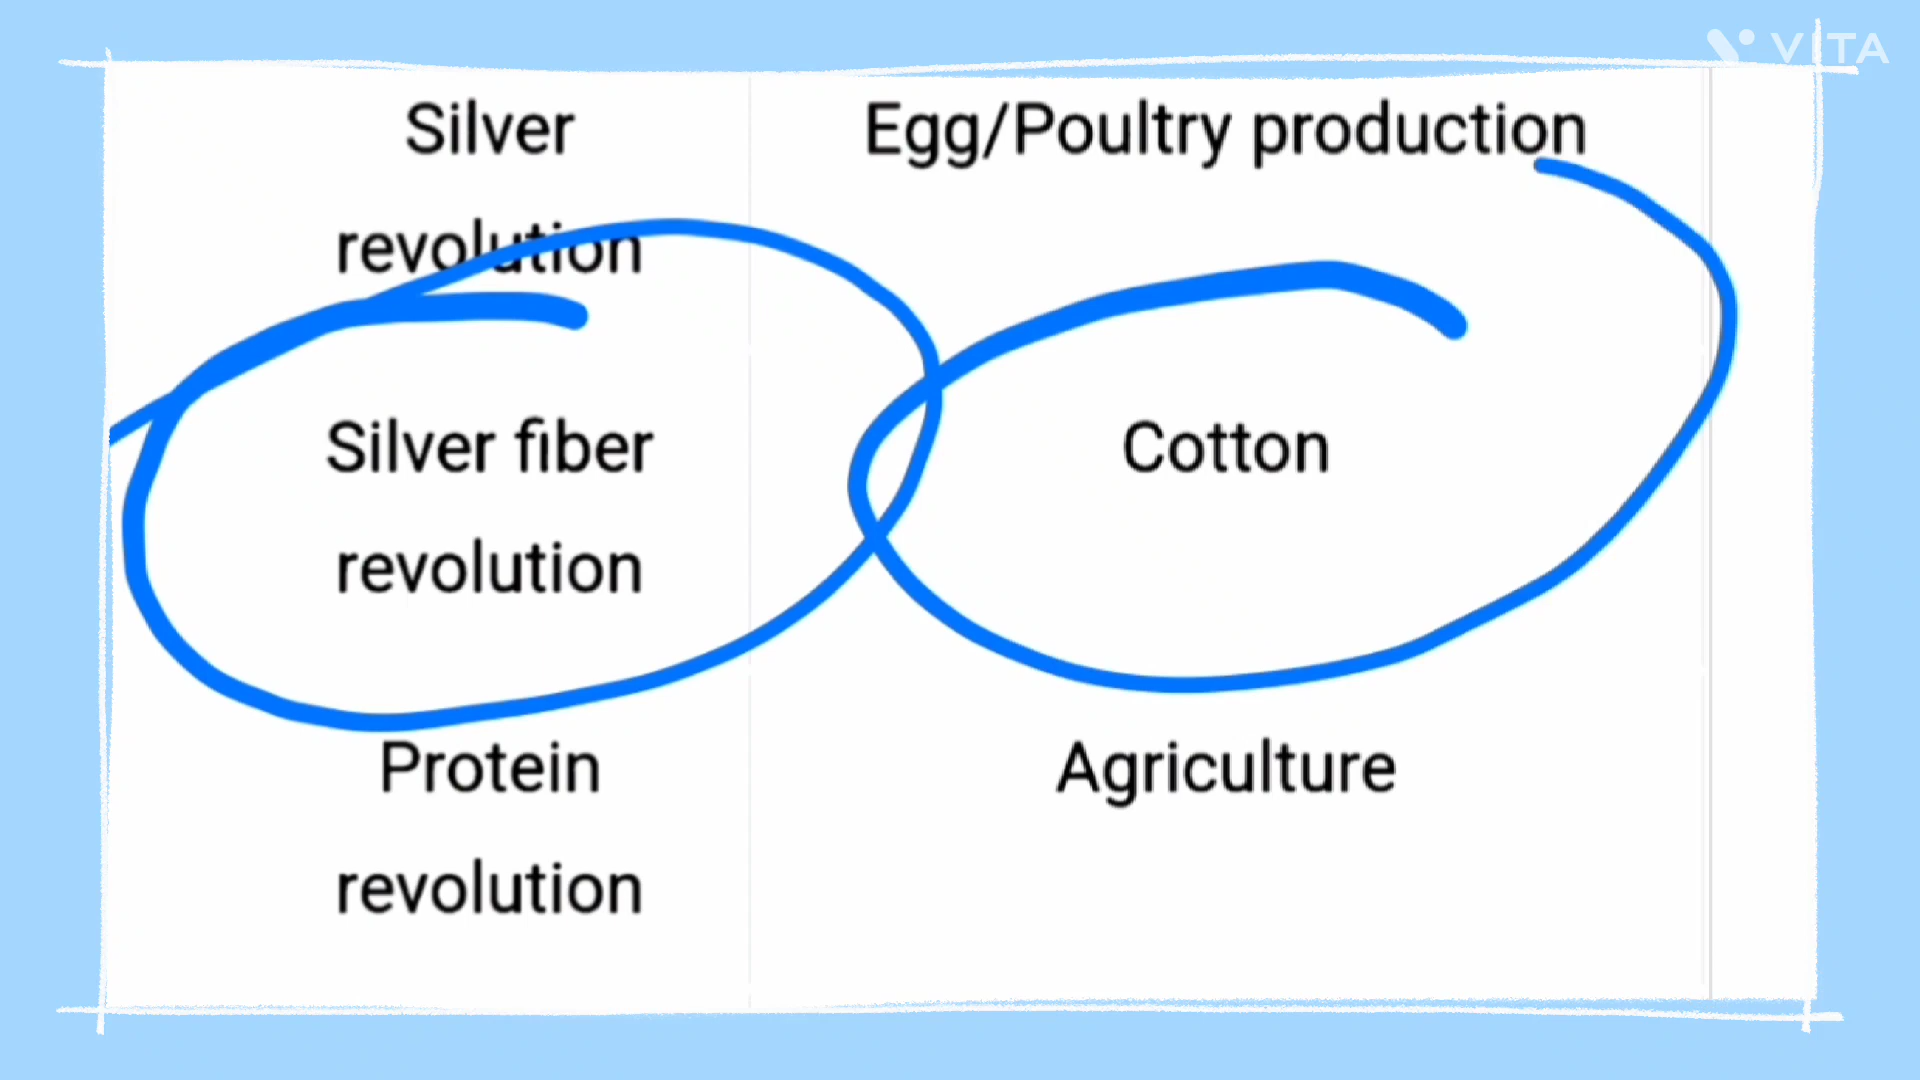 VITA
Silver Egg/Poultry production
revolution
Silver fiber Cotton
revolution
Protein Agriculture
revolution